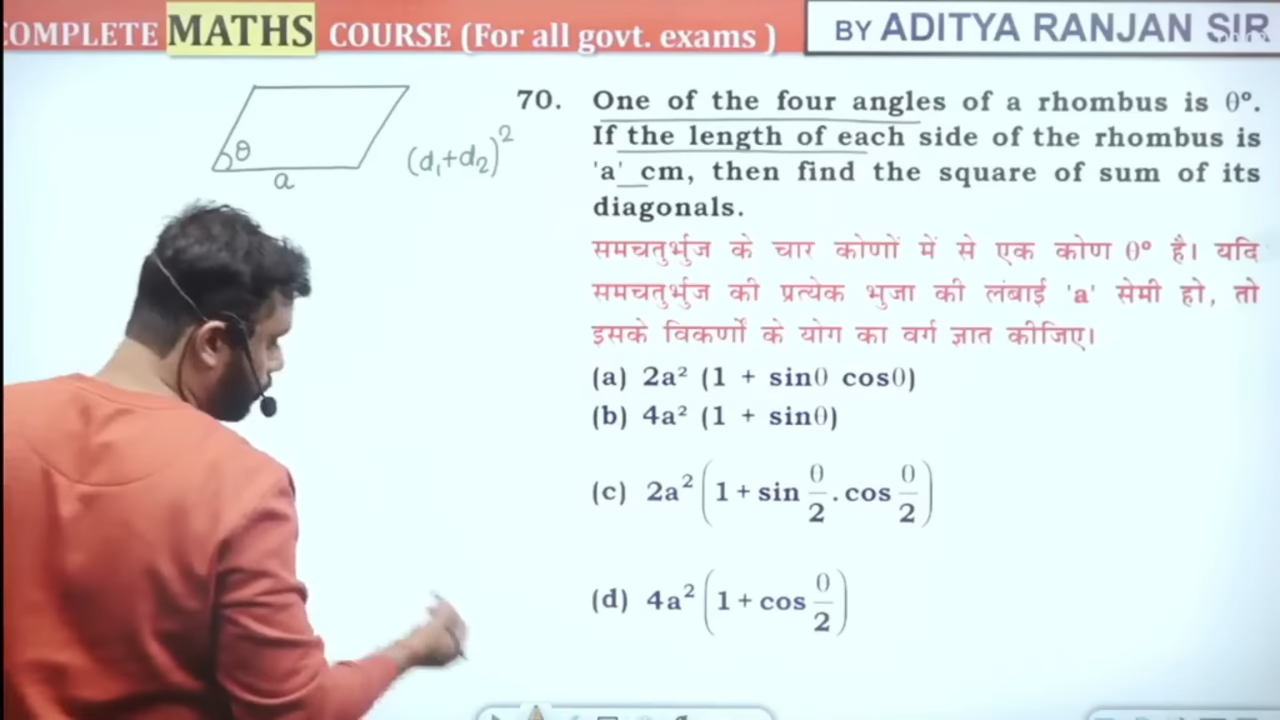 COMPLETE MATHS COURSE (For all govt. exams )
BY ADITYA RANJAN SIR
θ
a
(d₁+d₂)²
70. One of the four angles of a rhombus is θº.
If the length of each side of the rhombus is
'a' cm, then find the square of sum of its
diagonals.
समचतुर्भुज के चार कोणों में से एक कोण θº है। यदि
समचतुर्भुज की प्रत्येक भुजा की लंबाई 'a' सेमी हो, तो
इसके विकर्णों के योग का वर्ग ज्ञात कीजिए।
(a) 2a² (1 + sinθ cosθ)
(b) 4a² (1 + sinθ)
(c) 2a² (1 + sin θ/2 . cos θ/2)
(d) 4a² (1 + cos θ/2)